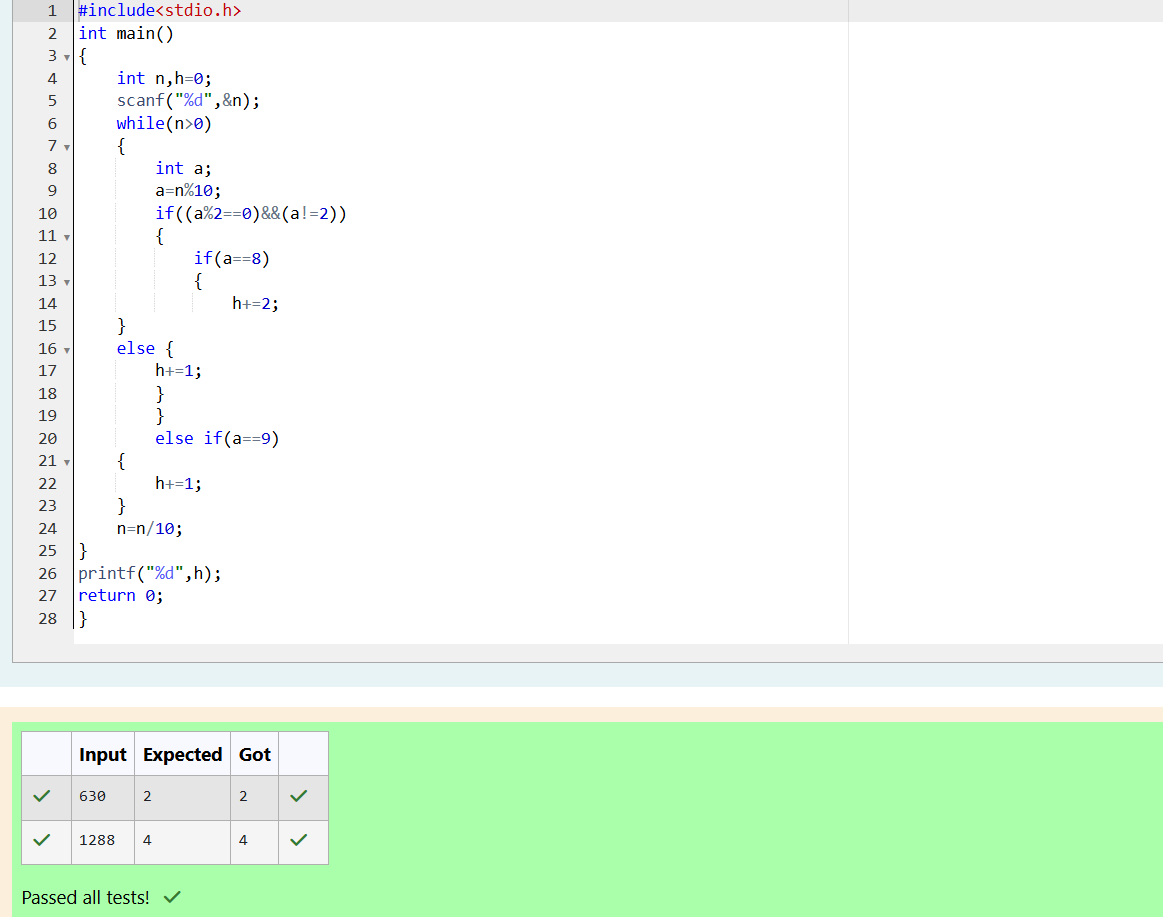 1 #include<stdio.h>
2 int main()
3 {
4 int n,h=0;
5 scanf("%d",&n);
6 while(n>0)
7 {
8 int a;
9 a=n%10;
10 if((a%2==0)&&(a!=2))
11 {
12 if(a==8)
13 {
14 h+=2;
15 }
16 else {
17 h+=1;
18 }
19 }
20 else if(a==9)
21 {
22 h+=1;
23 }
24 n=n/10;
25 }
26 printf("%d",h);
27 return 0;
28 }
Input Expected Got
630 2 2
1288 4 4
Passed all tests!